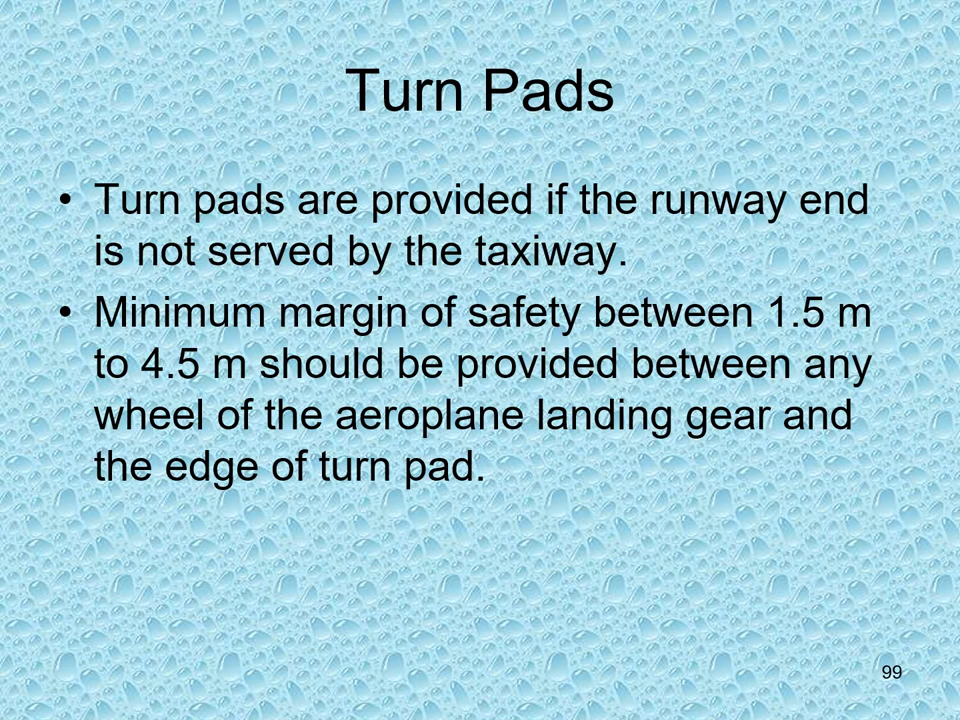 Turn Pads
• Turn pads are provided if the runway end
is not served by the taxiway.
• Minimum margin of safety between 1.5 m
to 4.5 m should be provided between any
wheel of the aeroplane landing gear and
the edge of turn pad.
99